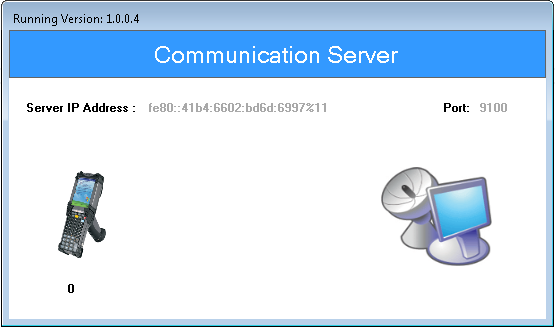 Running Version: 1.0.0.4
Communication Server
Server IP Address : fe80::41b4:6602:bd6d:6997%11 Port: 9100
0